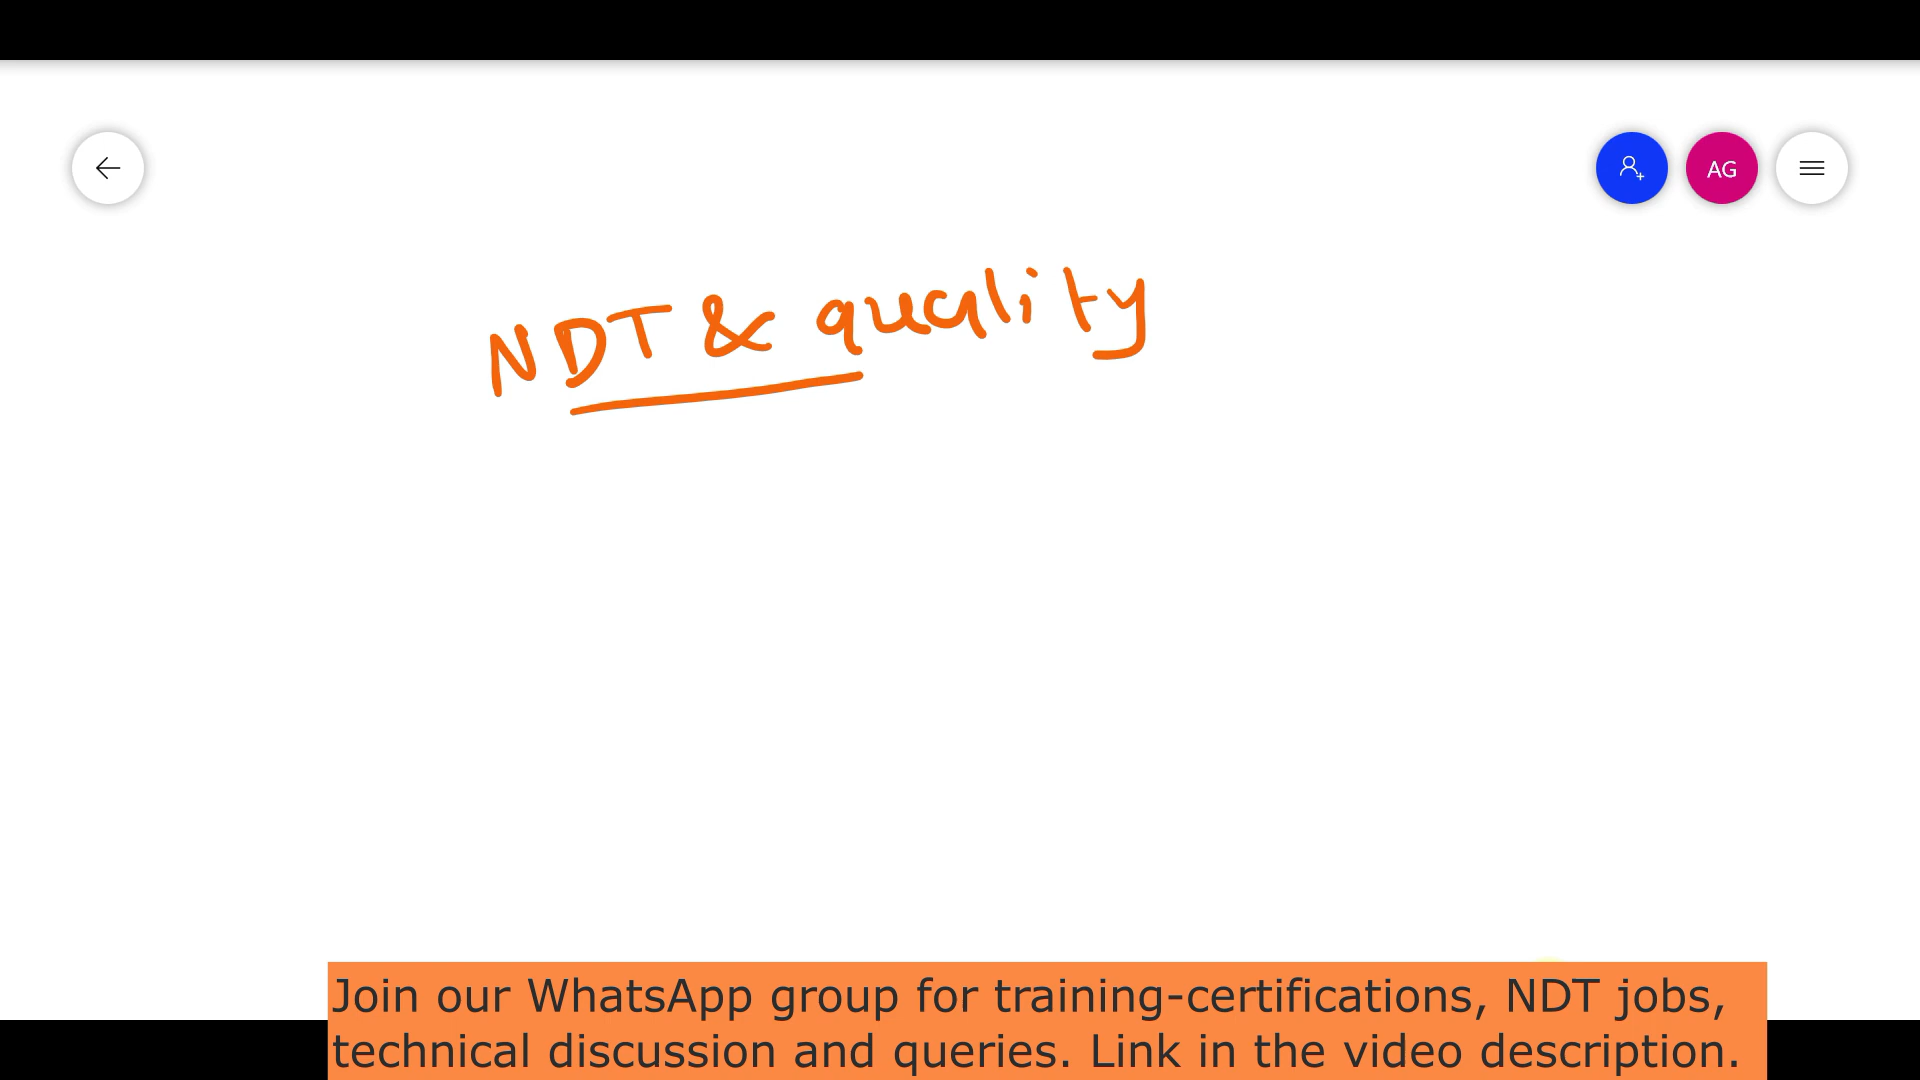 AG
NDT & quality
Join our WhatsApp group for training-certifications, NDT jobs,
technical discussion and queries. Link in the video description.